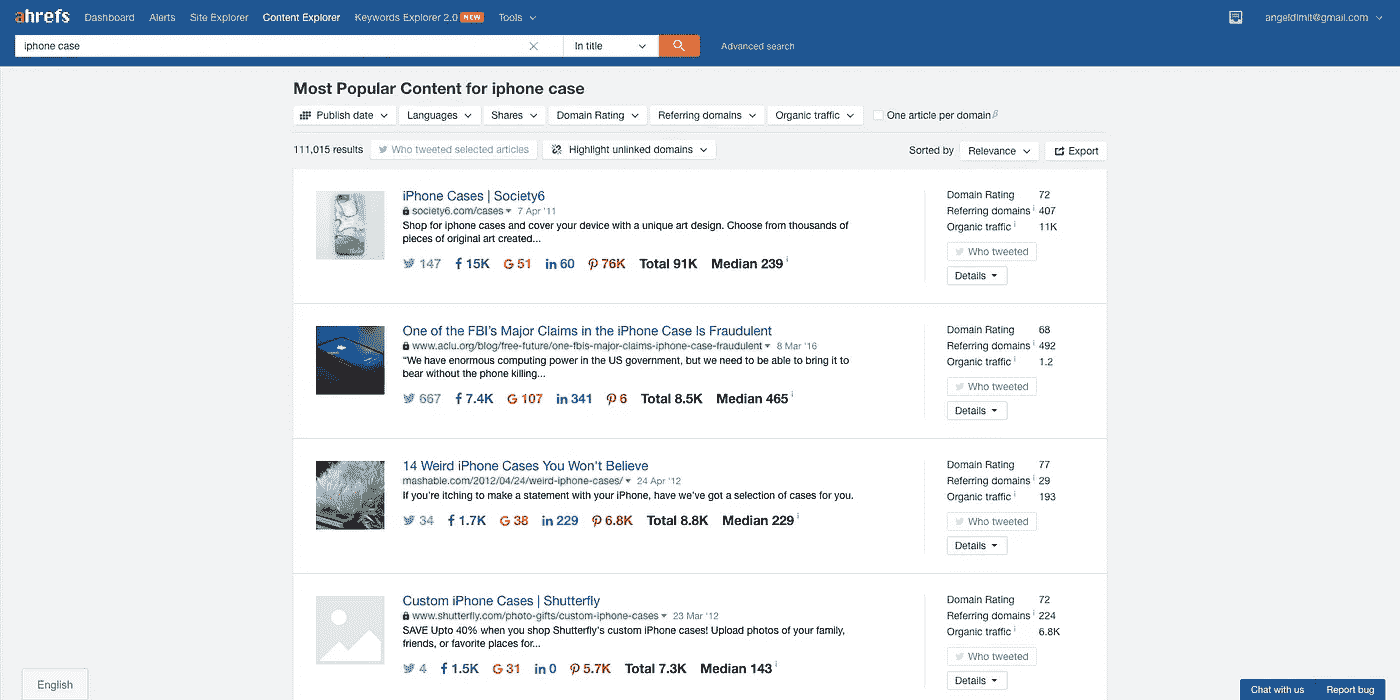 ahrefs Dashboard Alerts Site Explorer Content Explorer Keywords Explorer 2.0 NEW Tools angeldimit@gmail.com
iphone case In title Advanced search
Most Popular Content for iphone case
Publish date Languages Shares Domain Rating Referring domains Organic traffic One article per domain
111,015 results Who tweeted selected articles Highlight unlinked domains Sorted by Relevance Export
iPhone Cases | Society6
society6.com/cases 7 Apr '11
Shop for iphone cases and cover your device with a unique art design. Choose from thousands of
pieces of original art created...
147 15K 51 60 76K Total 91K Median 239 i
Domain Rating 72
Referring domains i 407
Organic traffic i 11K
Who tweeted
Details
One of the FBI's Major Claims in the iPhone Case Is Fraudulent
www.aclu.org/blog/free-future/one-fbis-major-claims-iphone-case-fraudulent 8 Mar '16
“We have enormous computing power in the US government, but we need to be able to bring it to
bear without the phone killing...
667 7.4K 107 341 6 Total 8.5K Median 465 i
Domain Rating 68
Referring domains i 492
Organic traffic i 1.2
Who tweeted
Details
14 Weird iPhone Cases You Won't Believe
mashable.com/2012/04/24/weird-iphone-cases/ 24 Apr '12
If you're itching to make a statement with your iPhone, have we've got a selection of cases for you.
34 1.7K 38 229 6.8K Total 8.8K Median 229 i
Domain Rating 77
Referring domains i 29
Organic traffic i 193
Who tweeted
Details
Custom iPhone Cases | Shutterfly
www.shutterfly.com/photo-gifts/custom-iphone-cases 23 Mar '12
SAVE Upto 40% when you shop Shutterfly's custom iPhone cases! Upload photos of your family,
friends, or favorite places for...
4 1.5K 31 0 5.7K Total 7.3K Median 143 i
Domain Rating 72
Referring domains i 224
Organic traffic i 6.8K
Who tweeted
Details
English Chat with us Report bug